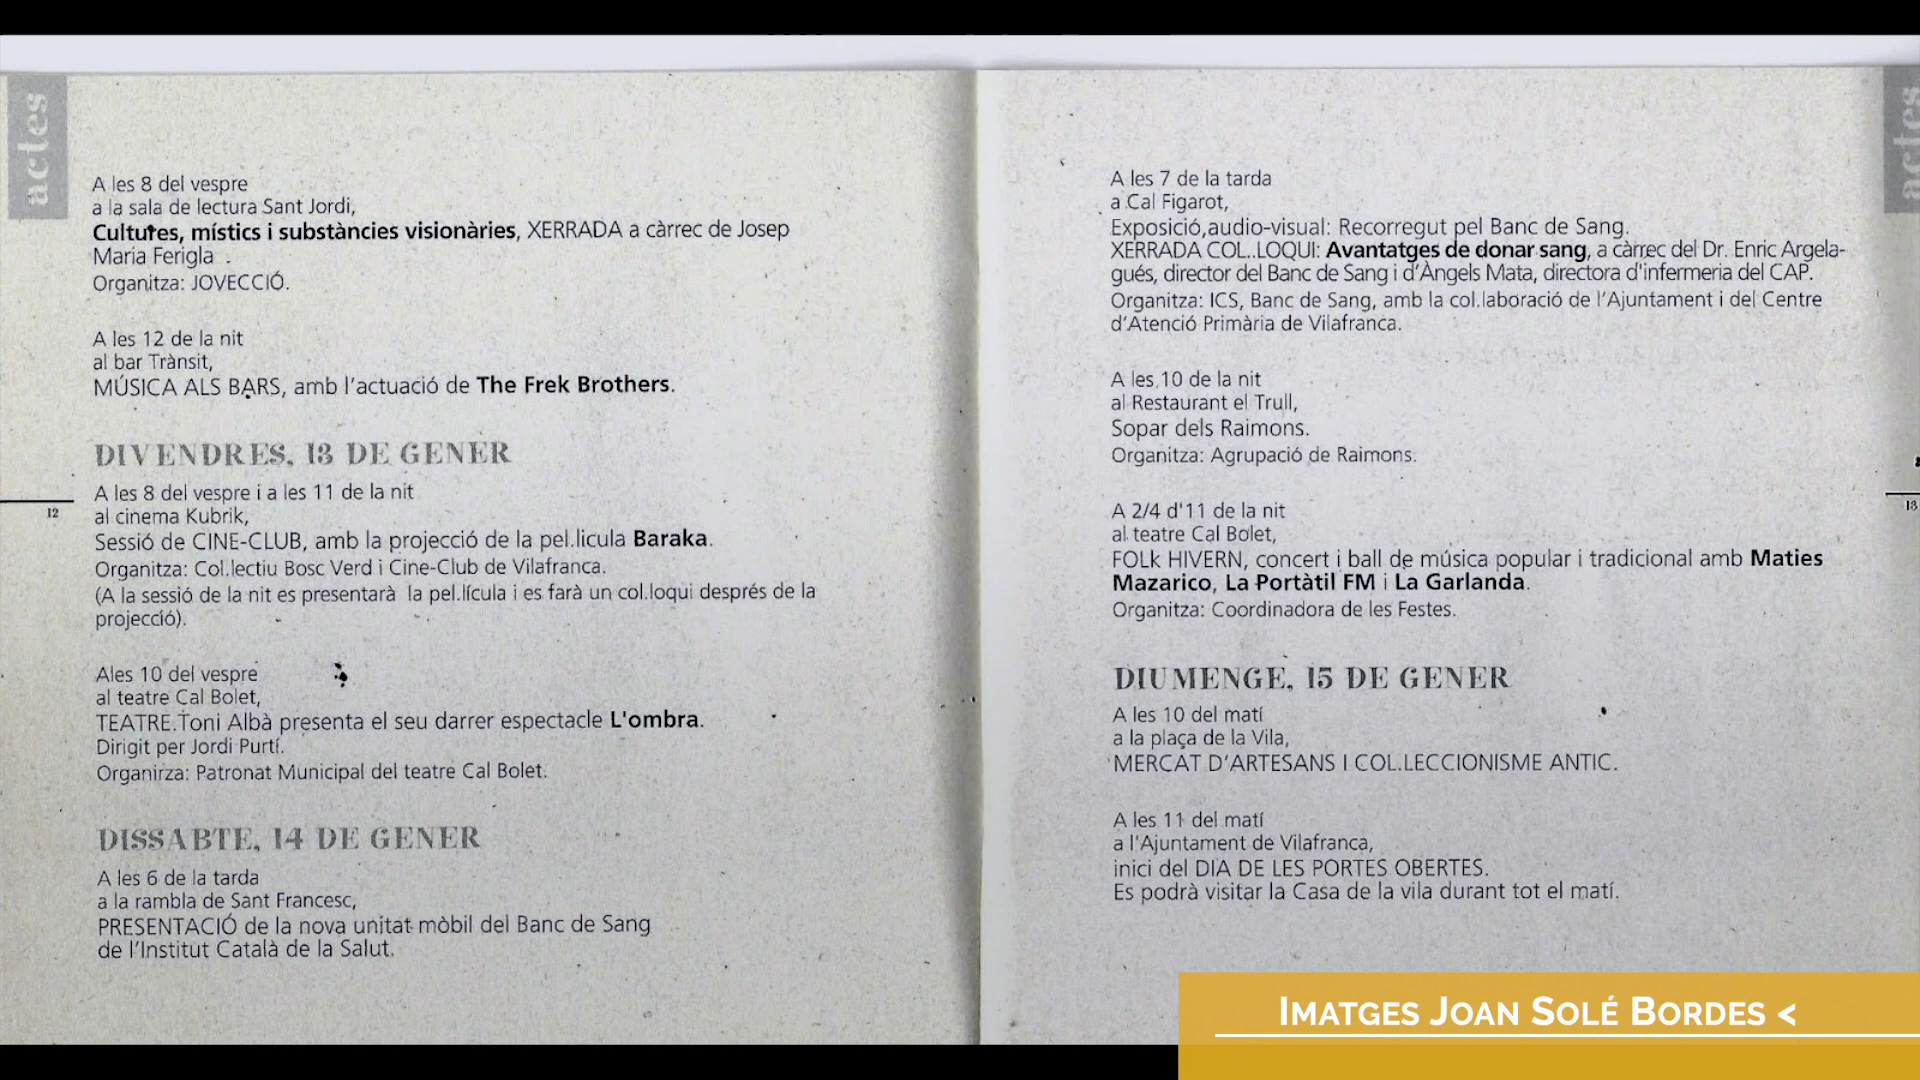 actes
A les 8 del vespre
a la sala de lectura Sant Jordi,
Cultures, místics i substàncies visionàries, XERRADA a càrrec de Josep
Maria Ferigla .
Organitza: JOVECCIÓ.
A les 12 de la nit
al bar Trànsit,
MÚSICA ALS BARS, amb l'actuació de The Frek Brothers.
DIVENDRES, 13 DE GENER
A les 8 del vespre i a les 11 de la nit
al cinema Kubrik,
Sessió de CINE-CLUB, amb la projecció de la pel.licula Baraka.
Organitza: Col.lectiu Bosc Verd i Cine-Club de Vilafranca.
(A la sessió de la nit es presentarà la pel.lícula i es farà un col.loqui després de la
projecció).
Ales 10 del vespre
al teatre Cal Bolet,
TEATRE.Toni Albà presenta el seu darrer espectacle L'ombra.
Dirigit per Jordi Purtí.
Organirza: Patronat Municipal del teatre Cal Bolet.
DISSABTE, 14 DE GENER
A les 6 de la tarda
a la rambla de Sant Francesc,
PRESENTACIÓ de la nova unitat mòbil del Banc de Sang
de l'Institut Català de la Salut.
12
actes
A les 7 de la tarda
a Cal Figarot,
Exposició,audio-visual: Recorregut pel Banc de Sang.
XERRADA COL..LOQUI: Avantatges de donar sang, a càrrec del Dr. Enric Argela-
gués, director del Banc de Sang i d'Àngels Mata, directora d'infermeria del CAP.
Organitza: ICS, Banc de Sang, amb la col.laboració de l'Ajuntament i del Centre
d'Atenció Primària de Vilafranca.
A les 10 de la nit
al Restaurant el Trull,
Sopar dels Raimons.
Organitza: Agrupació de Raimons.
A 2/4 d'11 de la nit
al teatre Cal Bolet,
FOLk HIVERN, concert i ball de música popular i tradicional amb Maties
Mazarico, La Portàtil FM i La Garlanda.
Organitza: Coordinadora de les Festes.
DIUMENGE, 15 DE GENER
A les 10 del matí
a la plaça de la Vila,
MERCAT D'ARTESANS I COL.LECCIONISME ANTIC.
A les 11 del matí
a l'Ajuntament de Vilafranca,
inici del DIA DE LES PORTES OBERTES.
Es podrà visitar la Casa de la vila durant tot el matí.
13
IMATGES JOAN SOLÉ BORDES <